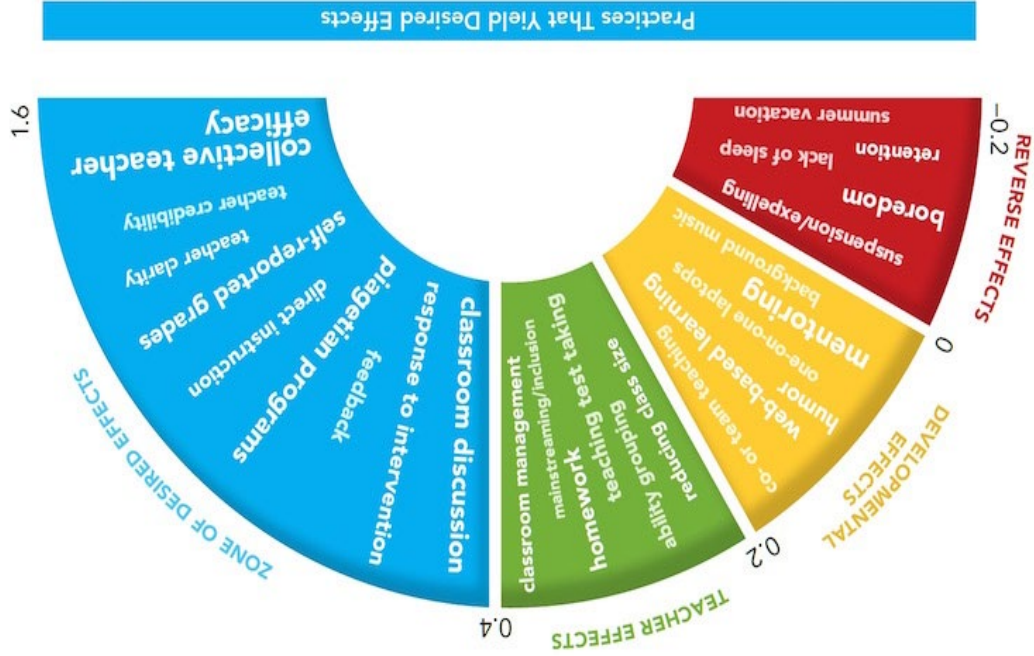 Practices That Yield Desired Effects
REVERSE EFFECTS
-0.2
summer vacation
retention
lack of sleep
boredom
suspension/expelling
0
DEVELOPMENTAL
EFFECTS
background music
mentoring
one-on-one laptops
humor
web-based learning
co- or team teaching
0.2
TEACHER EFFECTS
reducing class size
ability grouping
teaching test taking
homework
mainstreaming/inclusion
classroom management
0.4
ZONE OF DESIRED EFFECTS
classroom discussion
response to intervention
feedback
piagetian programs
direct instruction
self-reported grades
teacher clarity
teacher credibility
collective teacher
efficacy
1.6